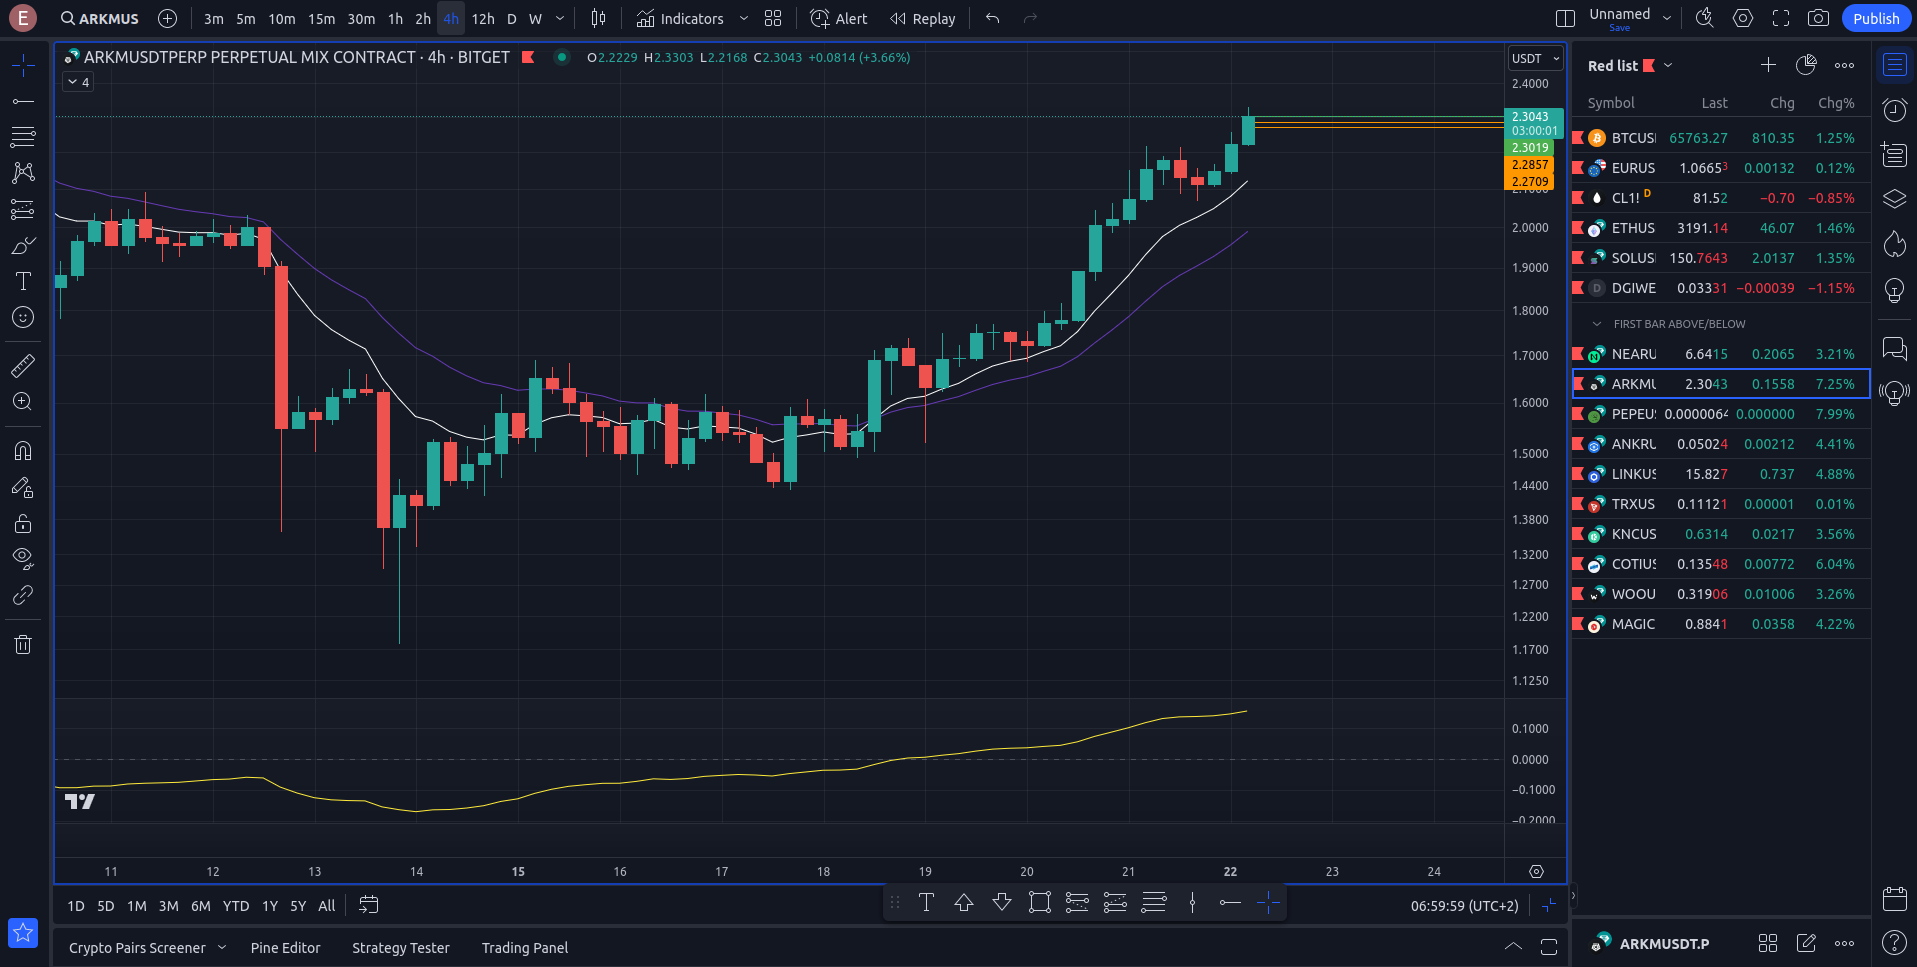 E
ARKMUS
3m 5m 10m 15m 30m 1h 2h 4h 12h D W
Indicators
Alert
Replay
Unnamed
Save
Publish
ARKMUSDTPERP PERPETUAL MIX CONTRACT · 4h · BITGET
O2.2229 H2.3303 L2.2168 C2.3043 +0.0814 (+3.66%)
4
USDT
2.4000
2.3043
03:00:01
2.3019
2.2857
2.2709
2.0000
1.9000
1.8000
1.7000
1.6000
1.5000
1.4400
1.3800
1.3200
1.2700
1.2200
1.1700
1.1250
0.1000
0.0000
−0.1000
−0.2000
11 12 13 14 15 16 17 18 19 20 21 22 23 24
1D 5D 1M 3M 6M YTD 1Y 5Y All
06:59:59 (UTC+2)
Crypto Pairs Screener
Pine Editor
Strategy Tester
Trading Panel
Red list
Symbol Last Chg Chg%
BTCUS 65763.27 810.35 1.25%
EURUS 1.06653 0.00132 0.12%
CL1! D 81.52 −0.70 −0.85%
ETHUS 3191.14 46.07 1.46%
SOLUS 150.7643 2.0137 1.35%
D DGIWE 0.03331 −0.00039 −1.15%
FIRST BAR ABOVE/BELOW
NEARU 6.6415 0.2065 3.21%
ARKMU 2.3043 0.1558 7.25%
PEPEUS 0.0000064 0.000000 7.99%
ANKRU 0.05024 0.00212 4.41%
LINKUS 15.827 0.737 4.88%
TRXUS 0.11121 0.00001 0.01%
KNCUS 0.6314 0.0217 3.56%
COTIUS 0.13548 0.00772 6.04%
WOOU 0.31906 0.01006 3.26%
MAGIC 0.8841 0.0358 4.22%
ARKMUSDT.P